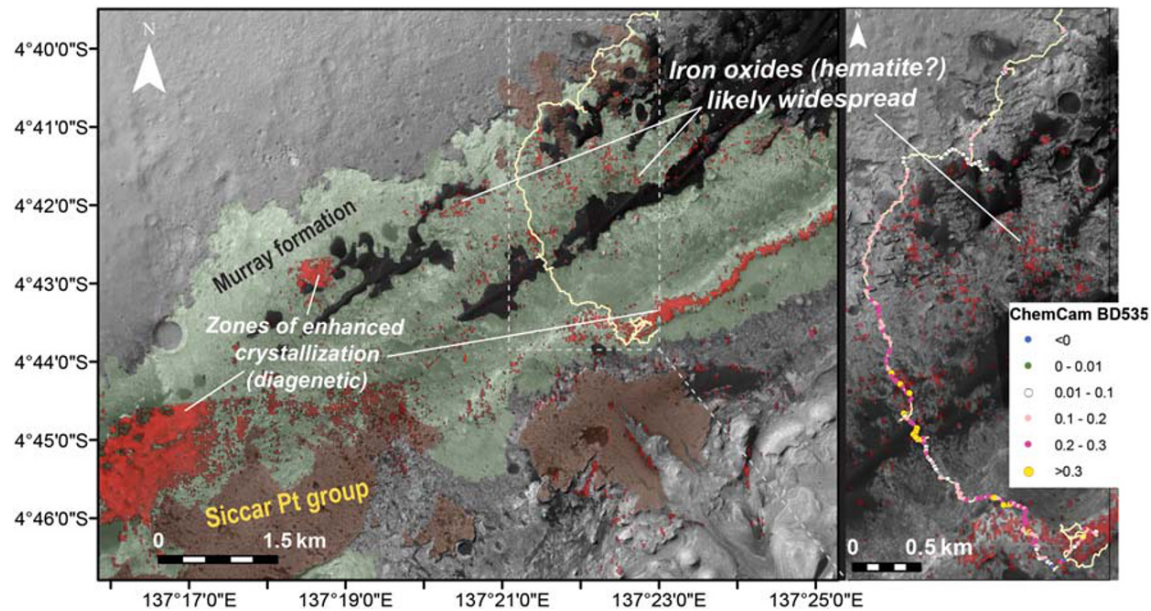 N
4°40'0"S
4°41'0"S
4°42'0"S
4°43'0"S
4°44'0"S
4°45'0"S
4°46'0"S
Iron oxides (hematite?)
likely widespread
Murray formation
Zones of enhanced
crystallization
(diagenetic)
Siccar Pt group
0 1.5 km
137°17'0"E 137°19'0"E 137°21'0"E 137°23'0"E 137°25'0"E
N
ChemCam BD535
<0
0 - 0.01
0.01 - 0.1
0.1 - 0.2
0.2 - 0.3
>0.3
0 0.5 km